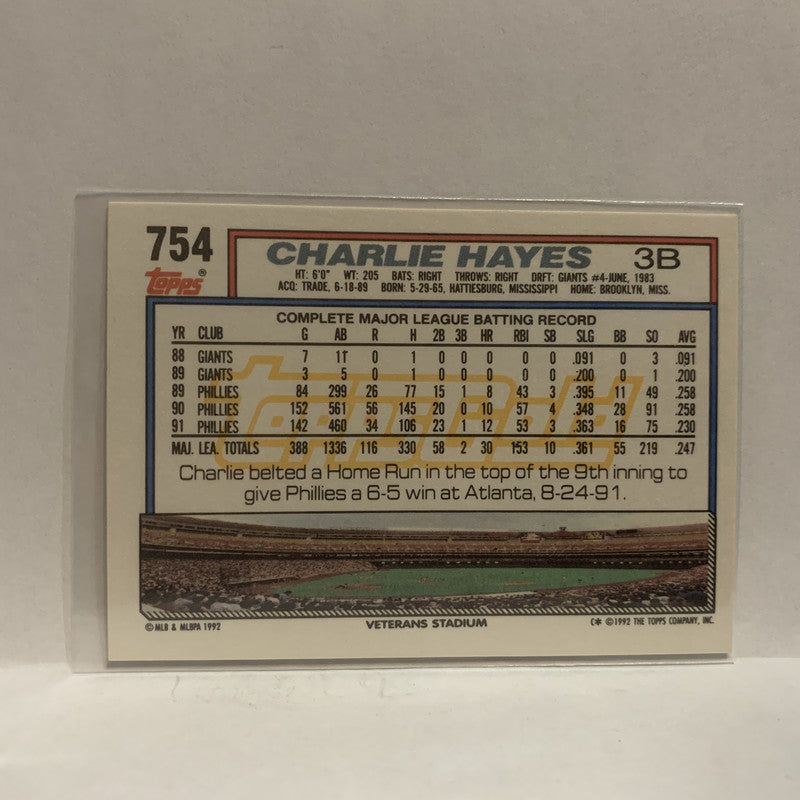 754
Topps®
CHARLIE HAYES 3B
HT: 6'0" WT: 205 BATS: RIGHT THROWS: RIGHT DRFT: GIANTS #4-JUNE, 1983
ACQ: TRADE, 6-18-89 BORN: 5-29-65, HATTIESBURG, MISSISSIPPI HOME: BROOKLYN, MISS.
COMPLETE MAJOR LEAGUE BATTING RECORD
YR CLUB G AB R H 2B 3B HR RBI SB SLG BB SO AVG
88 GIANTS 7 11 0 1 0 0 0 0 0 .091 0 3 .091
89 GIANTS 3 5 0 1 0 0 0 0 0 .200 0 1 .200
89 PHILLIES 84 299 26 77 15 1 8 43 3 .395 11 49 .258
90 PHILLIES 152 561 56 145 20 0 10 57 4 .348 28 91 .258
91 PHILLIES 142 460 34 106 23 1 12 53 3 .363 16 75 .230
MAJ. LEA. TOTALS 388 1336 116 330 58 2 30 153 10 .361 55 219 .247
ToppsGold
Charlie belted a Home Run in the top of the 9th inning to
give Phillies a 6-5 win at Atlanta, 8-24-91.
© MLB & MLBPA 1992 VETERANS STADIUM C* ©1992 THE TOPPS COMPANY, INC.